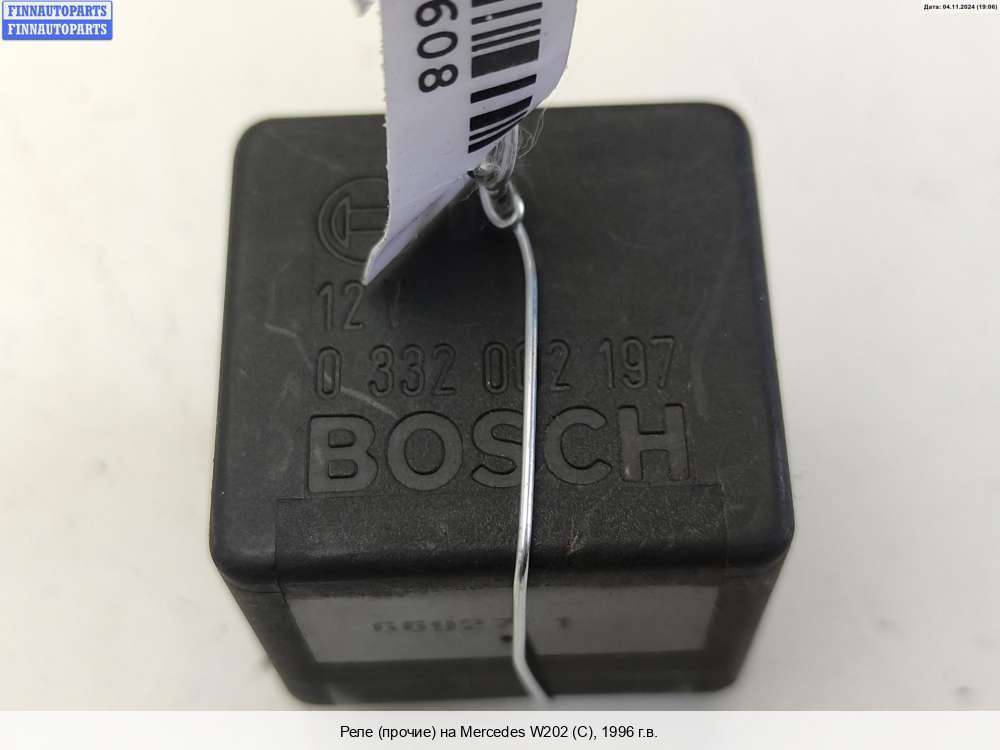 FINNAUTOPARTS
FINNAUTOPARTS
Дата: 04.11.2024 (19:06)
608
0 332 002 197
BOSCH
Реле (прочие) на Mercedes W202 (C), 1996 г.в.